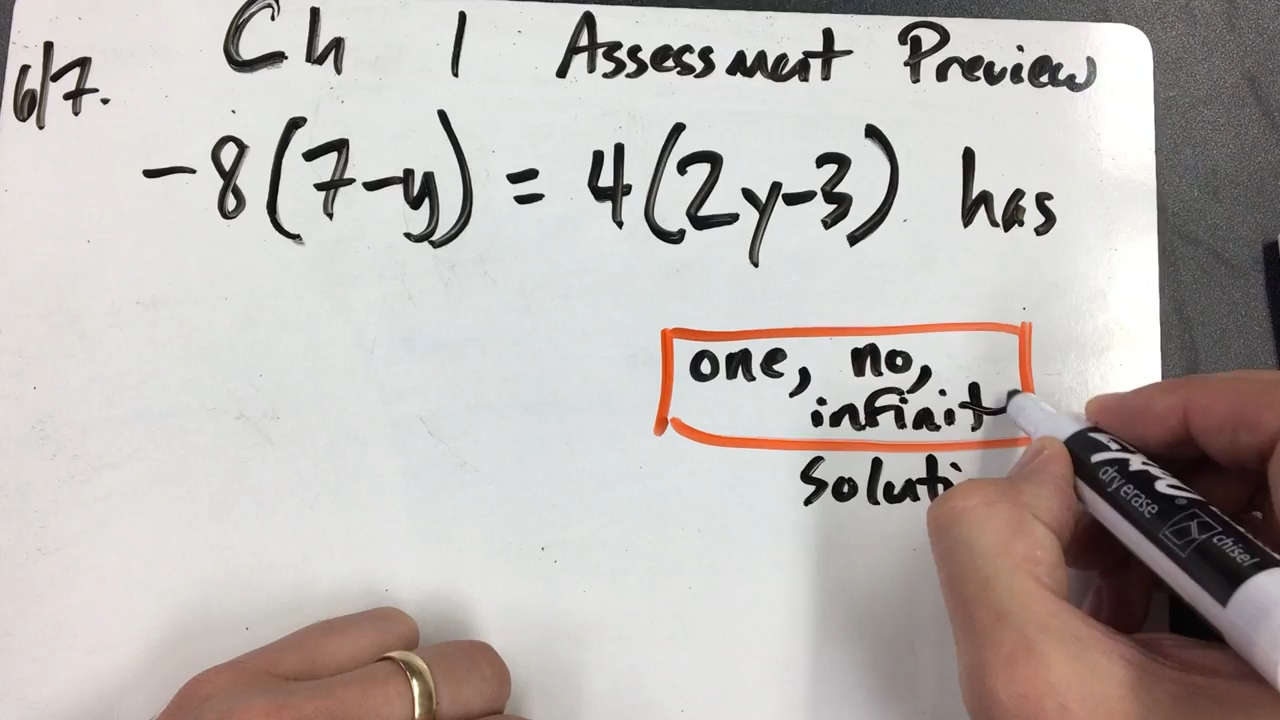 Ch 1 Assessment Preview
6/7.
-8(7-y) = 4(2y-3) has
one, no,
infinit
Soluti
EXPO®
dry erase
chisel